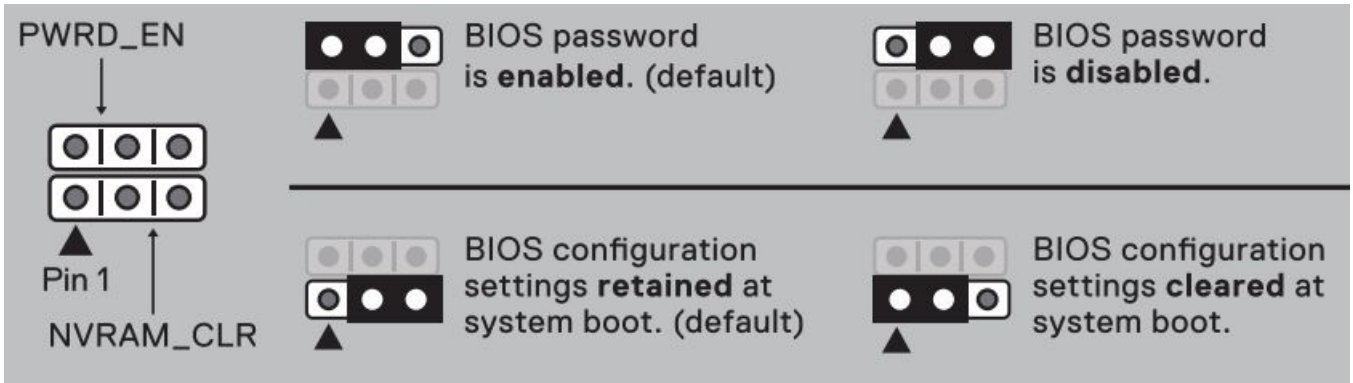 PWRD_EN
Pin 1
NVRAM_CLR
BIOS password
is enabled. (default)
BIOS password
is disabled.
BIOS configuration
settings retained at
system boot. (default)
BIOS configuration
settings cleared at
system boot.